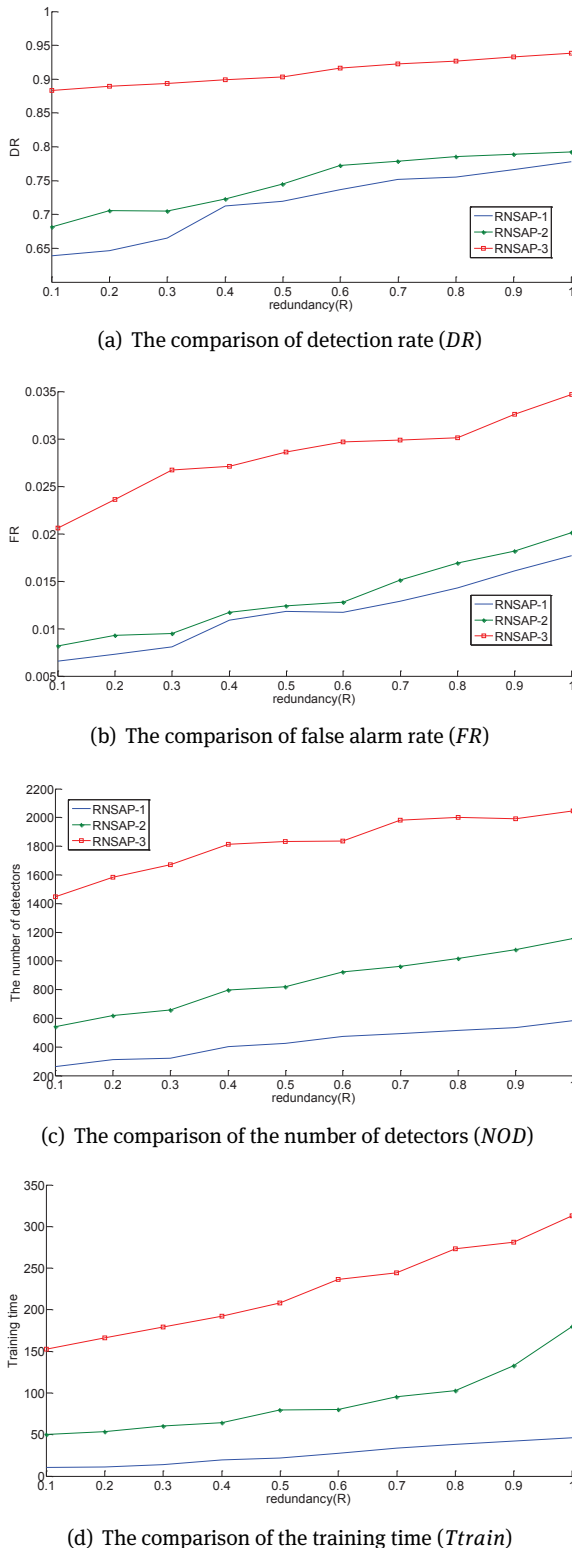 1
0.95
0.9
0.85
0.8
0.75
0.7
0.65
DR
RNSAP-1
RNSAP-2
RNSAP-3
0.1 0.2 0.3 0.4 0.5 0.6 0.7 0.8 0.9 1
redundancy(R)
(a) The comparison of detection rate (DR)
0.035
0.03
0.025
0.02
0.015
0.01
0.005
FR
RNSAP-1
RNSAP-2
RNSAP-3
0.1 0.2 0.3 0.4 0.5 0.6 0.7 0.8 0.9 1
redundancy(R)
(b) The comparison of false alarm rate (FR)
2200
2000
1800
1600
1400
1200
1000
800
600
400
200
The number of detectors
RNSAP-1
RNSAP-2
RNSAP-3
0.1 0.2 0.3 0.4 0.5 0.6 0.7 0.8 0.9 1
redundancy(R)
(c) The comparison of the number of detectors (NOD)
350
300
250
200
150
100
50
0
Training time
RNSAP-1
RNSAP-2
RNSAP-3
0.1 0.2 0.3 0.4 0.5 0.6 0.7 0.8 0.9 1
redundancy(R)
(d) The comparison of the training time (Ttrain)